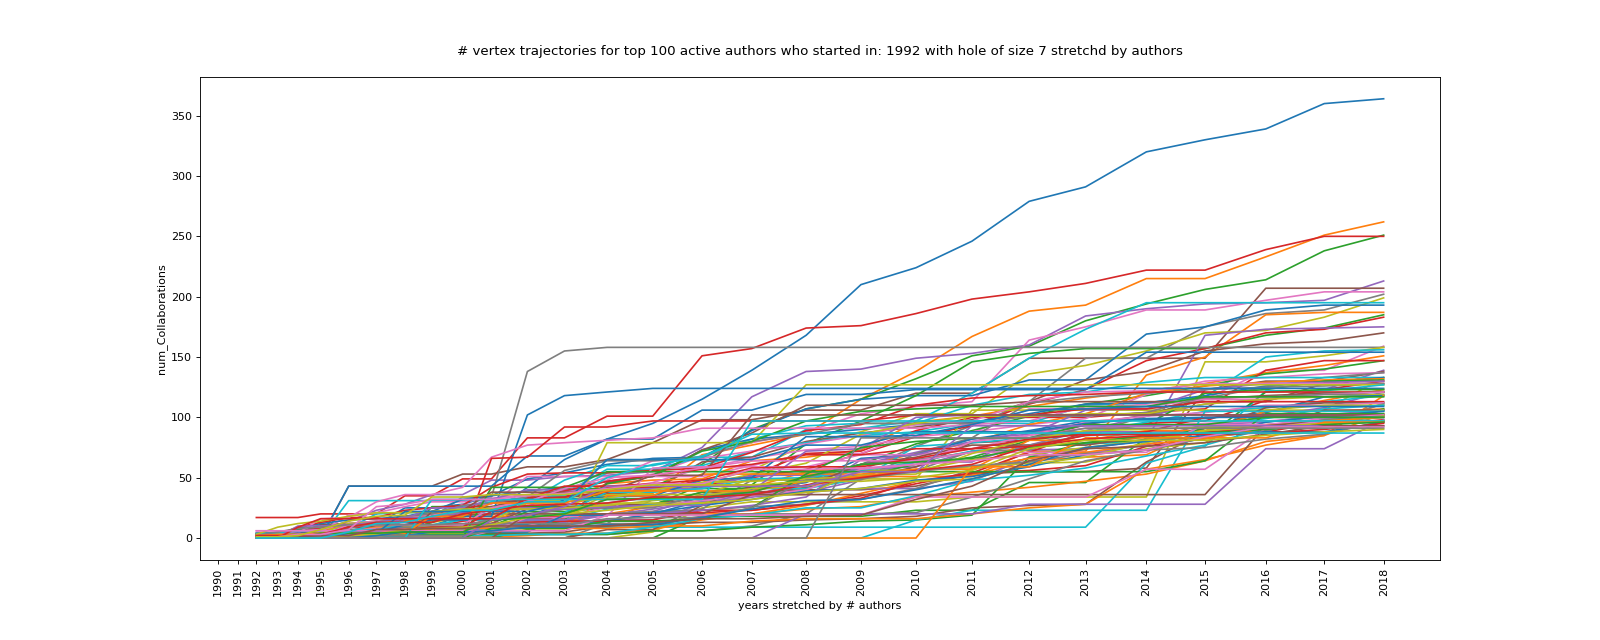 # vertex trajectories for top 100 active authors who started in: 1992 with hole of size 7 stretchd by authors
350
300
250
200
150
100
50
0
num_Collaborations
1990 1991 1992 1993 1994 1995 1996 1997 1998 1999 2000 2001 2002 2003 2004 2005 2006 2007 2008 2009 2010 2011 2012 2013 2014 2015 2016 2017 2018
years stretched by # authors